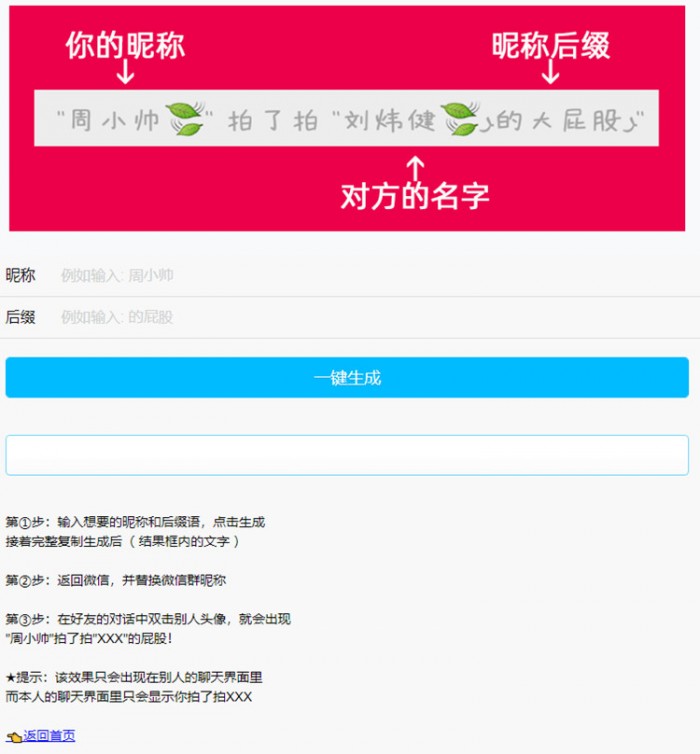 你的昵称
昵称后缀
"周小帅🍃" 拍了拍 "刘炜健🍃ن的大屁股ن"
对方的名字
昵称 例如输入: 周小帅
后缀 例如输入: 的屁股
一键生成
第①步：输入想要的昵称和后缀语，点击生成
接着完整复制生成后（结果框内的文字）
第②步：返回微信，并替换微信群昵称
第③步：在好友的对话中双击别人头像，就会出现
"周小帅"拍了拍"XXX"的屁股！
★提示：该效果只会出现在别人的聊天界面里
而本人的聊天界面里只会显示你拍了拍XXX
👈返回首页